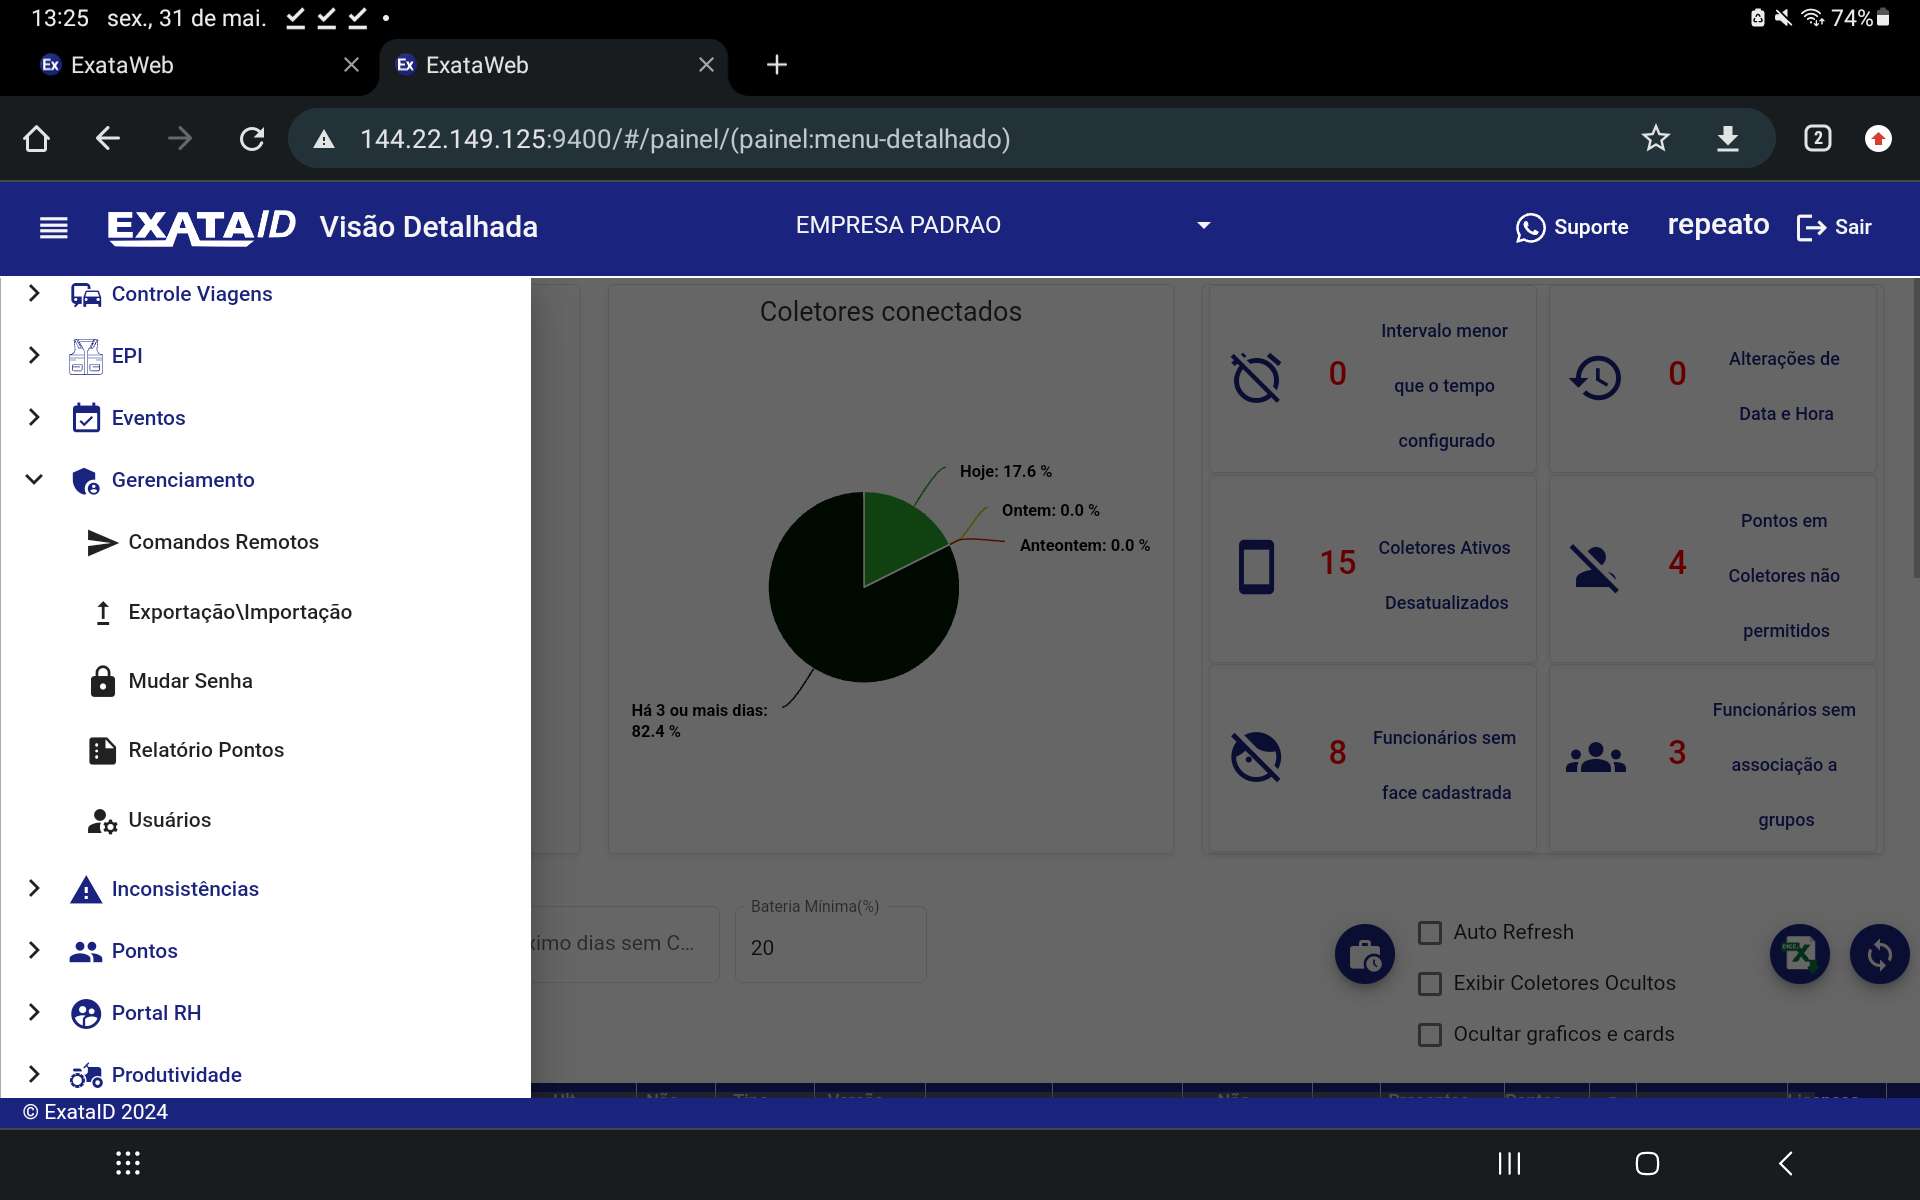 13:25 sex., 31 de mai.
74%
ExataWeb
ExataWeb
144.22.149.125:9400/#/painel/(painel:menu-detalhado)
2
EXATAID Visão Detalhada
EMPRESA PADRAO
Suporte
repeato
Sair
Controle Viagens
EPI
Eventos
Gerenciamento
Comandos Remotos
Exportação\Importação
Mudar Senha
Relatório Pontos
Usuários
Inconsistências
Pontos
Portal RH
Produtividade
Coletores conectados
Hoje: 17.6 %
Ontem: 0.0 %
Anteontem: 0.0 %
Há 3 ou mais dias:
82.4 %
0
Intervalo menor
que o tempo
configurado
0
Alterações de
Data e Hora
15
Coletores Ativos
Desatualizados
4
Pontos em
Coletores não
permitidos
8
Funcionários sem
face cadastrada
3
Funcionários sem
associação a
grupos
dias sem C...
Bateria Mínima(%)
20
Auto Refresh
Exibir Coletores Ocultos
Ocultar graficos e cards
© ExataID 2024